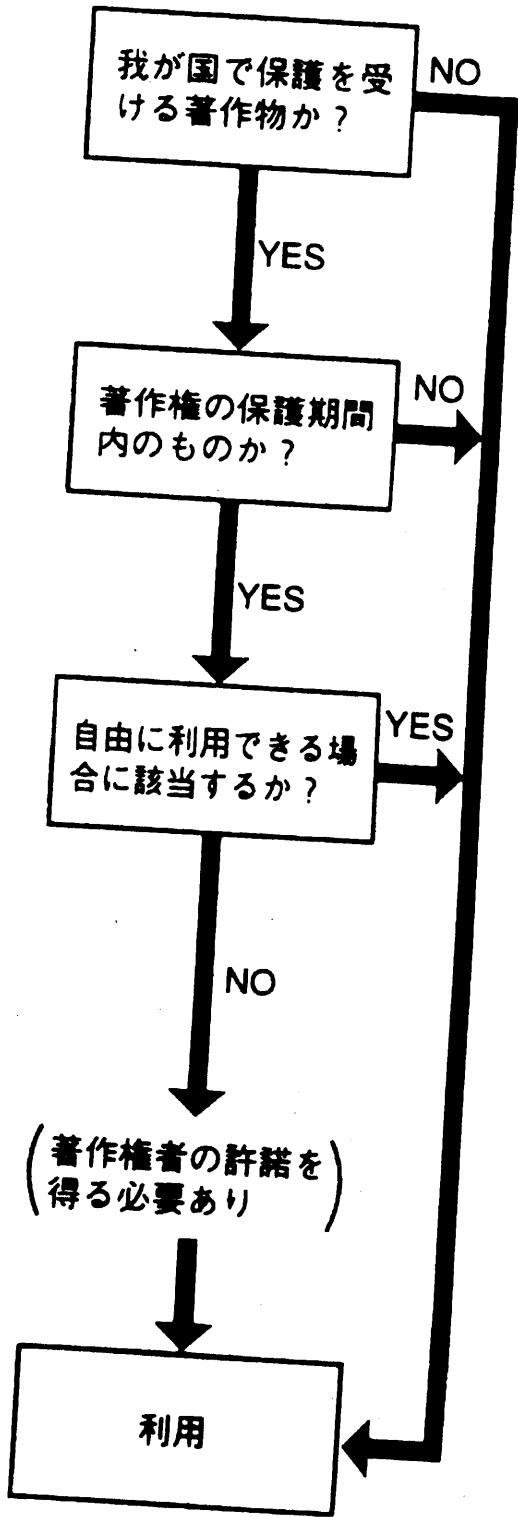 我が国で保護を受
ける著作物か？
NO
YES
著作権の保護期間
内のものか？
NO
YES
自由に利用できる場
合に該当するか？
YES
NO
(著作権者の許諾を
得る必要あり)
利用